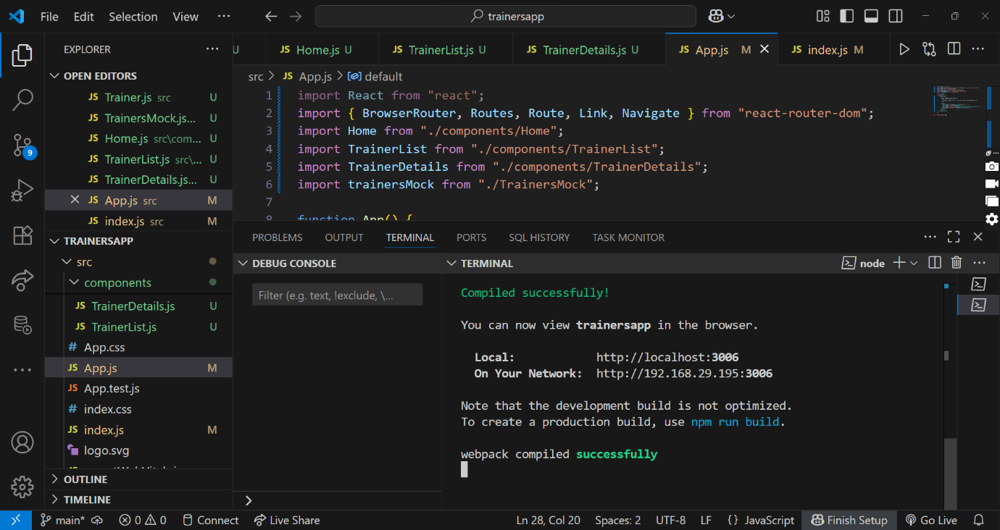 File Edit Selection View ··· trainersapp
EXPLORER ···
OPEN EDITORS
JS Trainer.js src U
JS TrainersMock.js... U
JS Home.js src\com... U
JS TrainerList.js src\... U
JS TrainerDetails.js... U
JS App.js src M
JS index.js src M
TRAINERSAPP
src
components
JS TrainerDetails.js U
JS TrainerList.js U
# App.css
JS App.js M
JS App.test.js
# index.css
JS index.js M
logo.svg
OUTLINE
TIMELINE
9
U JS Home.js U JS TrainerList.js U JS TrainerDetails.js U JS App.js M JS index.js M
src > JS App.js > default
1 import React from "react";
2 import { BrowserRouter, Routes, Route, Link, Navigate } from "react-router-dom";
3 import Home from "./components/Home";
4 import TrainerList from "./components/TrainerList";
5 import TrainerDetails from "./components/TrainerDetails";
6 import trainersMock from "./TrainersMock";
7
8 function App() {
PROBLEMS OUTPUT TERMINAL PORTS SQL HISTORY TASK MONITOR
DEBUG CONSOLE
Filter (e.g. text, !exclude, \...
TERMINAL node
Compiled successfully!
You can now view trainersapp in the browser.
Local: http://localhost:3006
On Your Network: http://192.168.29.195:3006
Note that the development build is not optimized.
To create a production build, use npm run build.
webpack compiled successfully
main* 0 0 Connect Live Share Ln 28, Col 20 Spaces: 2 UTF-8 LF {} JavaScript Finish Setup Go Live